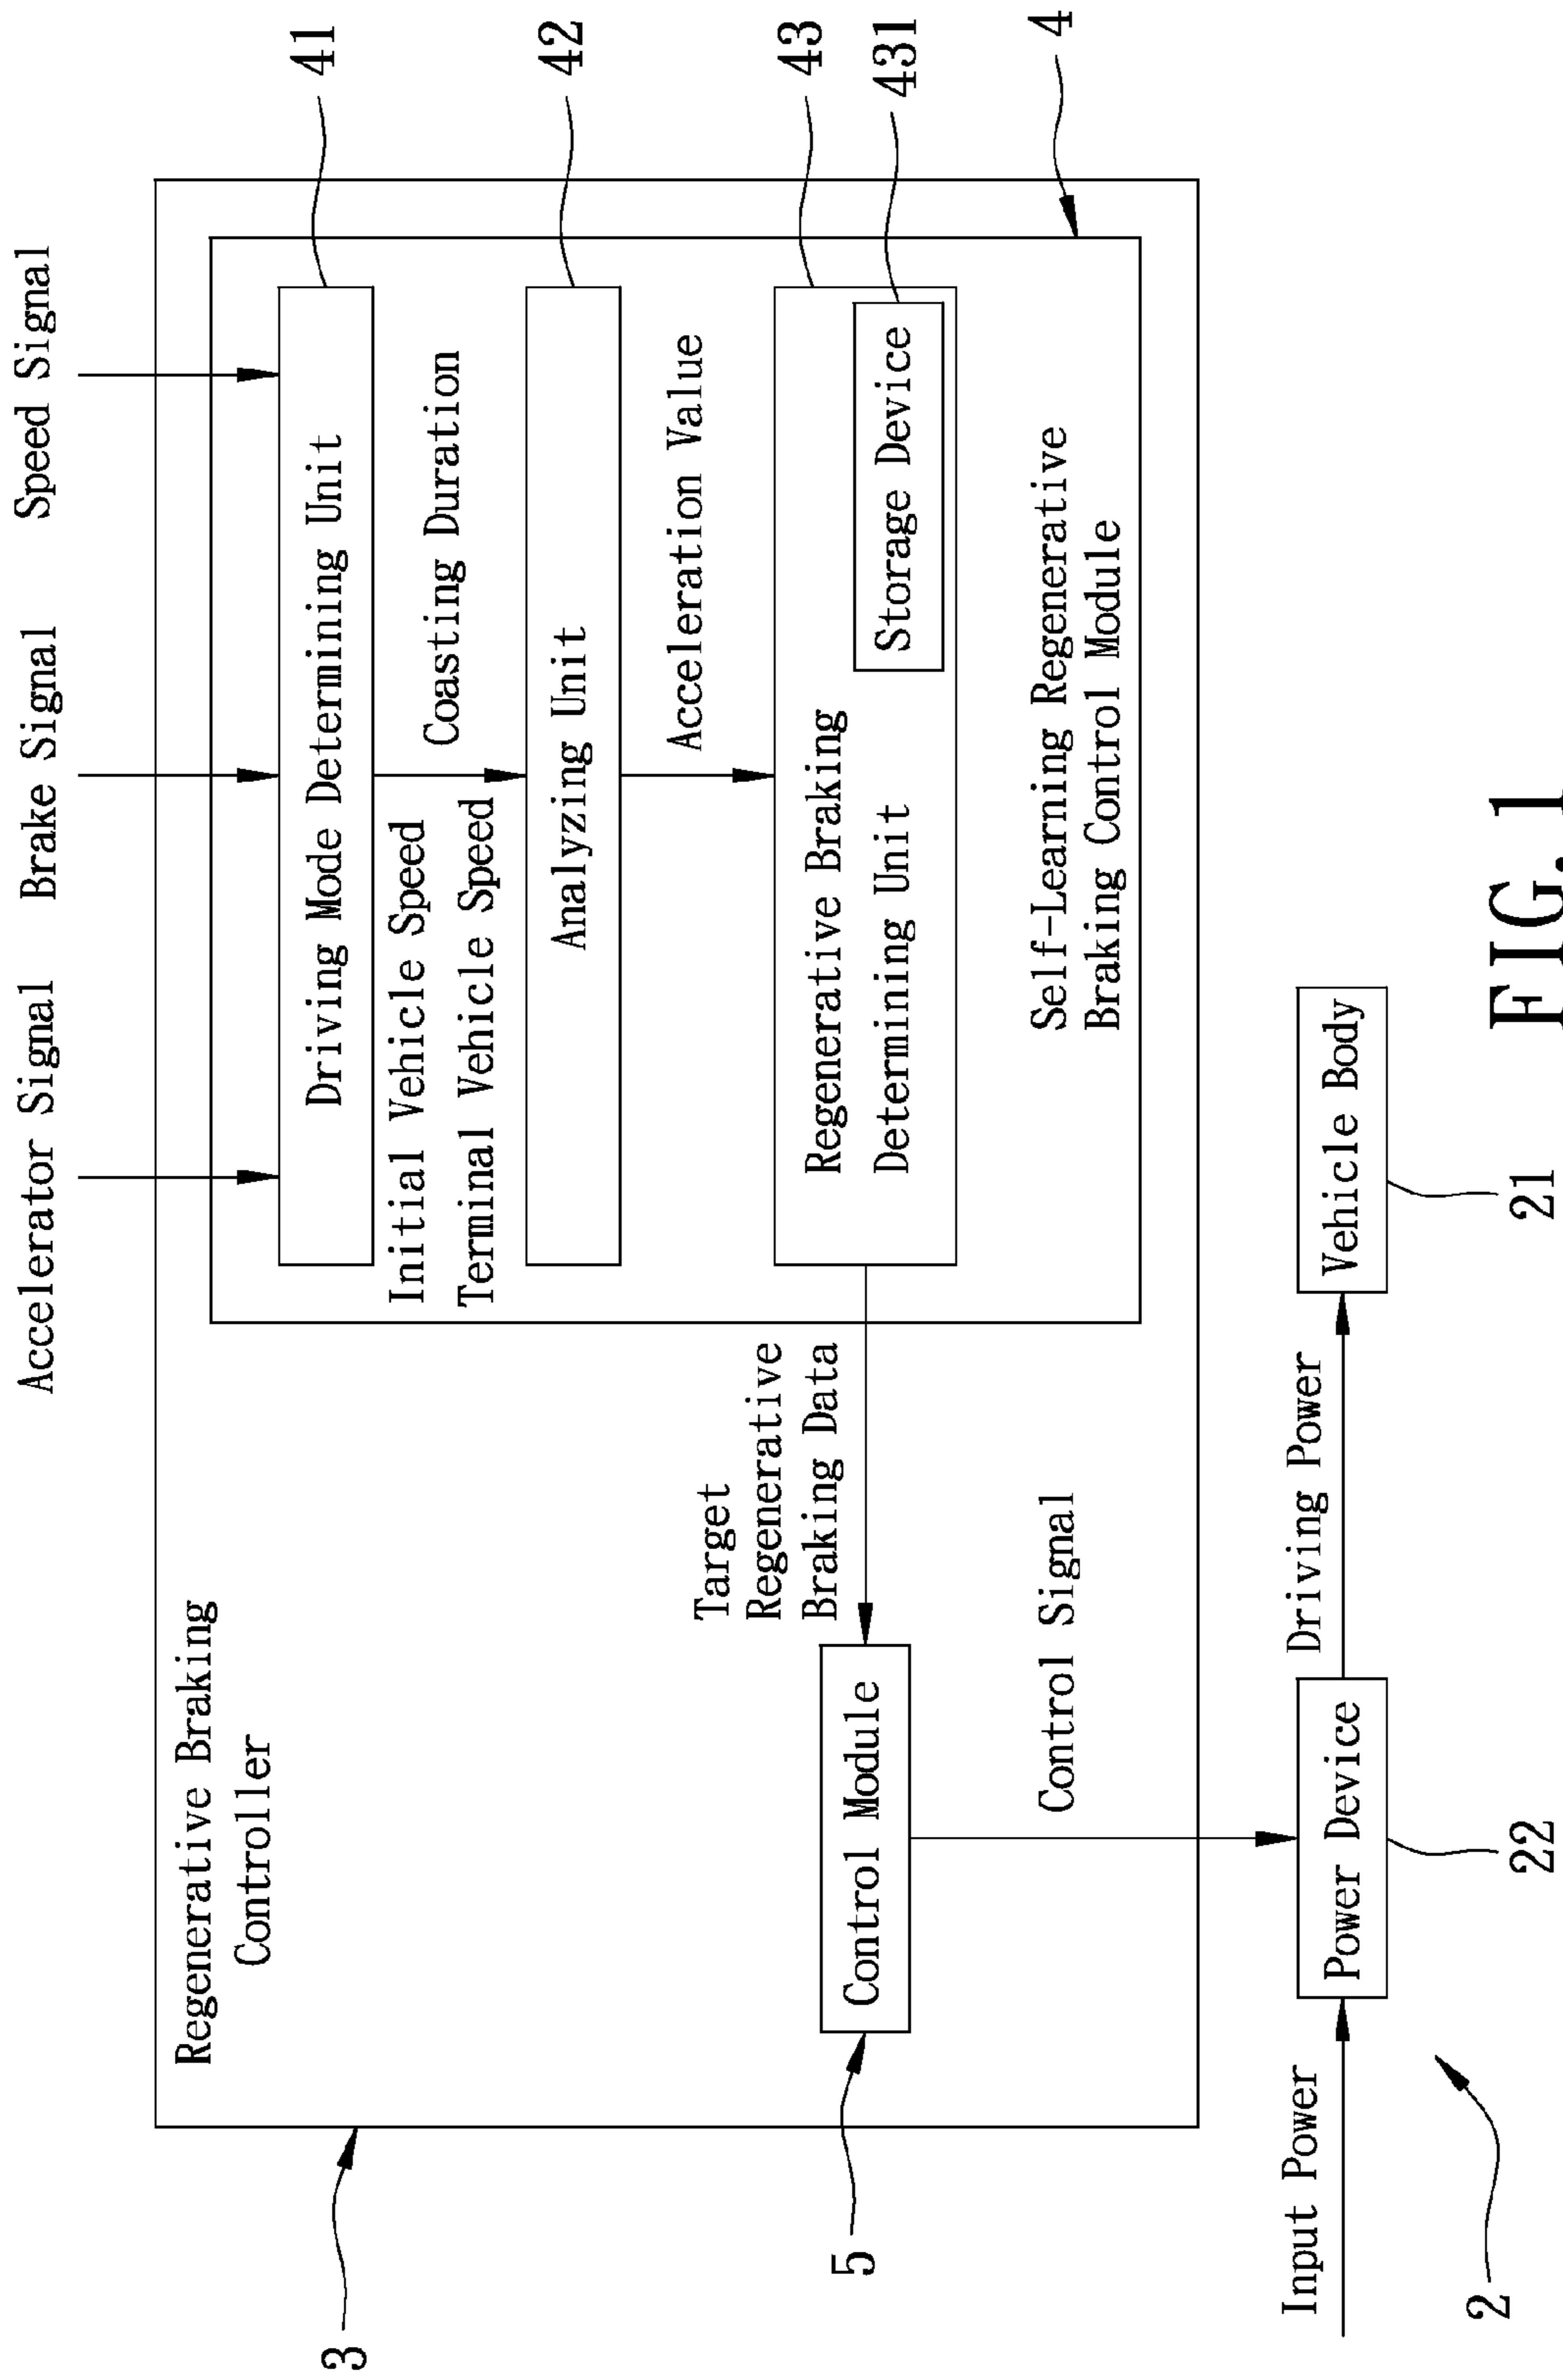 Accelerator Signal
Brake Signal
Speed Signal
Regenerative Braking
Controller
3
Driving Mode Determining Unit
41
Initial Vehicle Speed
Terminal Vehicle Speed
Coasting Duration
Analyzing Unit
42
Acceleration Value
Regenerative Braking
Determining Unit
43
Storage Device
431
Self-Learning Regenerative
Braking Control Module
4
Target
Regenerative
Braking Data
Control Module
5
Control Signal
Input Power
Power Device
22
Driving Power
Vehicle Body
21
2
FIG. 1